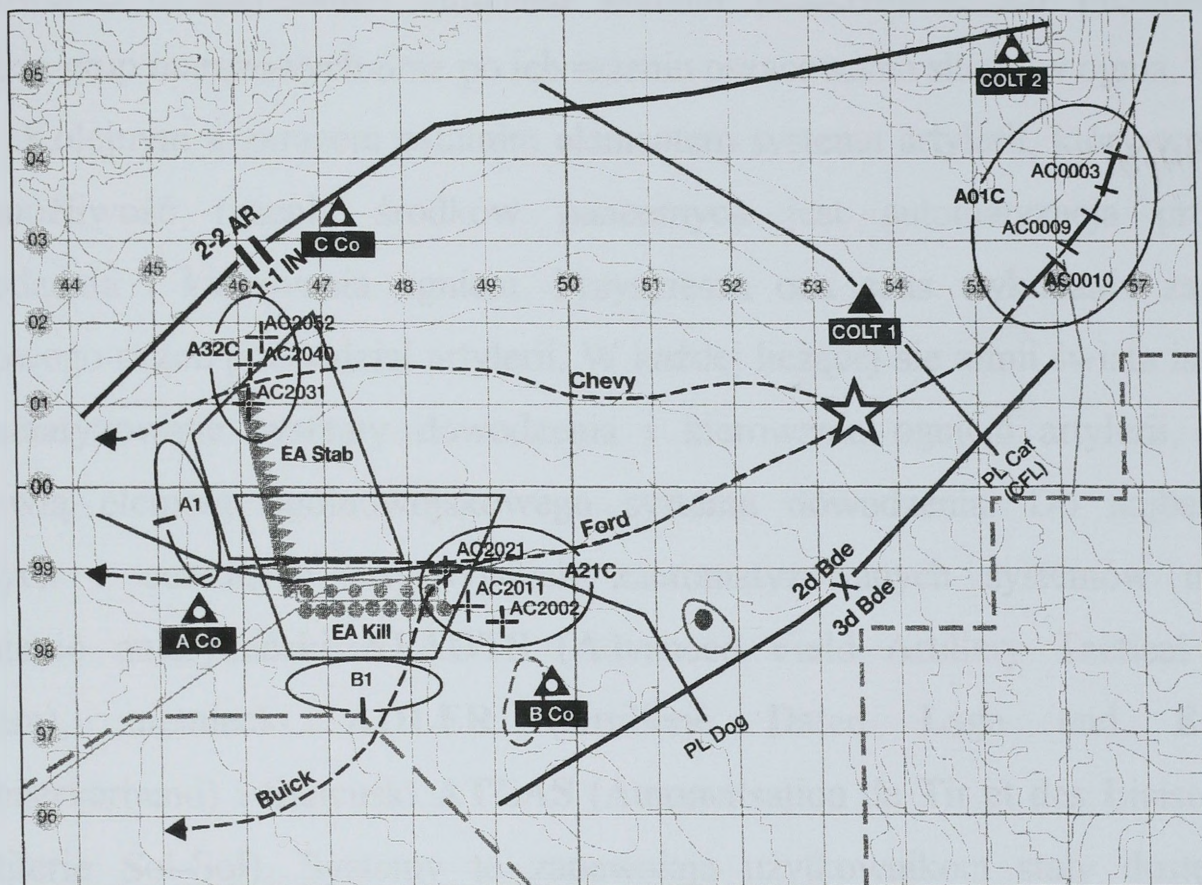 05
COLT 2
04
AC0003
A01C
2-2 AR
C Co
AC0009
03
1-1 IN
44
45
46
47
48
49
50
51
52
53
54
55
56
57
AC0010
02
AC2052
A32C
AC2040
COLT 1
AC2031
Chevy
01
EA Stab
PL Cat
(CFL)
00
A1
Ford
AC2021
99
A21C
AC2011
AC2002
2d Bde
X
3d Bde
A Co
EA Kill
98
B1
B Co
PL Dog
97
Buick
96